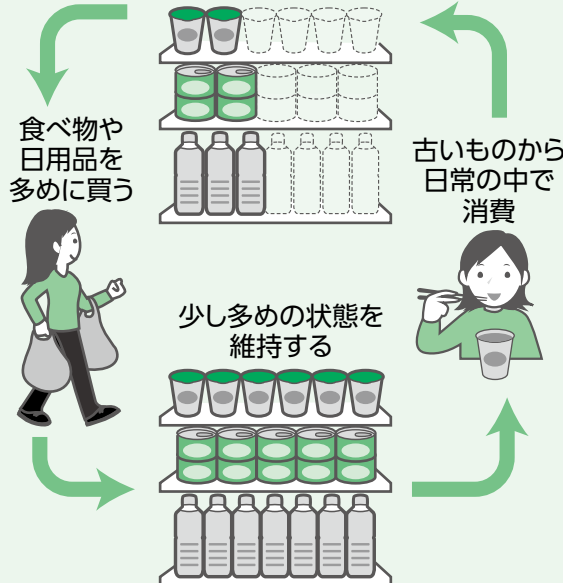 食べ物や
日用品を
多めに買う
古いものから
日常の中で
消費
少し多めの状態を
維持する